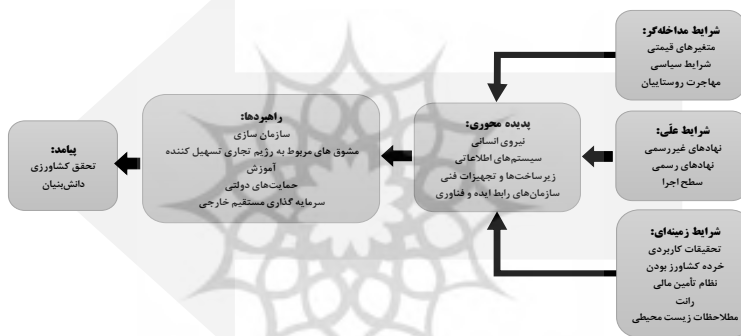 شرایط مداخله‌گر:
متغیرهای قیمتی
شرایط سیاسی
مهاجرت روستاییان
شرایط علّی:
نهادهای غیررسمی
نهادهای رسمی
سطح اجرا
شرایط زمینه‌ای:
تحقیقات کاربردی
خرده کشاورز بودن
نظام تأمین مالی
رانت
مطلاحظات زیست محیطی
پدیده محوری:
نیروی انسانی
سیستم‌های اطلاعاتی
زیرساخت‌ها و تجهیزات فنی
سازمان‌های رابط ایده و فناوری
راهبردها:
سازمان سازی
مشوق های مربوط به رژیم تجاری تسهیل کننده
آموزش
حمایت‌های دولتی
سرمایه گذاری مستقیم خارجی
پیامد:
تحقق کشاورزی
دانش‌بنیان